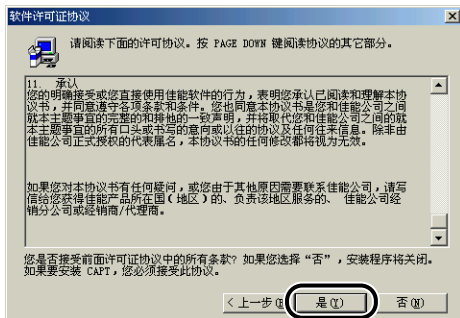 软件许可证协议
请阅读下面的许可协议。按 PAGE DOWN 键阅读协议的其它部分。
11. 承认
您的明确接受或您直接使用佳能软件的行为，表明您承认已阅读和理解本协
议书，并同意遵守各项条款和条件。您也同意本协议书是您和佳能公司之间
就本主题事宜的完整的和排他的一致声明，并将取代您和佳能公司之间的就
本主题事宜的所有口头或书写的意向或以往的协议及任何往来信息。除非由
佳能公司正式授权的代表属名，本协议书的任何修改都将视为无效。
如果您对本协议书有任何疑问，或您由于其他原因需要联系佳能公司，请写
信给您获得佳能产品所在国（地区）的、负责该地区服务的、 佳能公司经
销分公司或经销商/代理商。
您是否接受前面许可证协议中的所有条款？如果您选择“否”，安装程序将关闭。
如果要安装 CAPT，您必须接受此协议。
< 上一步(B 是(Y) 否(N)